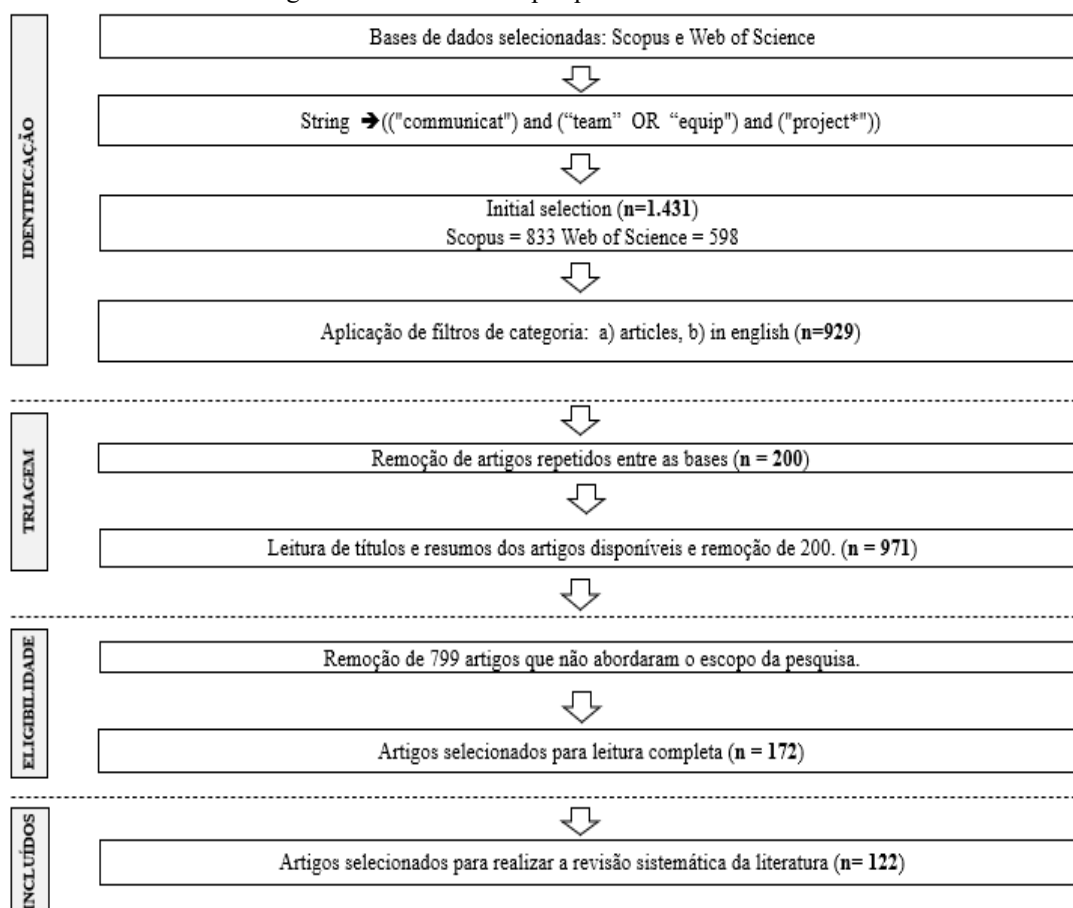 Bases de dados selecionadas: Scopus e Web of Science
String ➔(("communicat") and (“team” OR “equip") and ("project*"))
Initial selection (n=1.431)
Scopus = 833 Web of Science = 598
Aplicação de filtros de categoria: a) articles, b) in english (n=929)
IDENTIFICAÇÃO
Remoção de artigos repetidos entre as bases (n = 200)
Leitura de títulos e resumos dos artigos disponíveis e remoção de 200. (n = 971)
TRIAGEM
Remoção de 799 artigos que não abordaram o escopo da pesquisa.
Artigos selecionados para leitura completa (n = 172)
ELIGIBILIDADE
Artigos selecionados para realizar a revisão sistemática da literatura (n= 122)
INCLUÍDOS